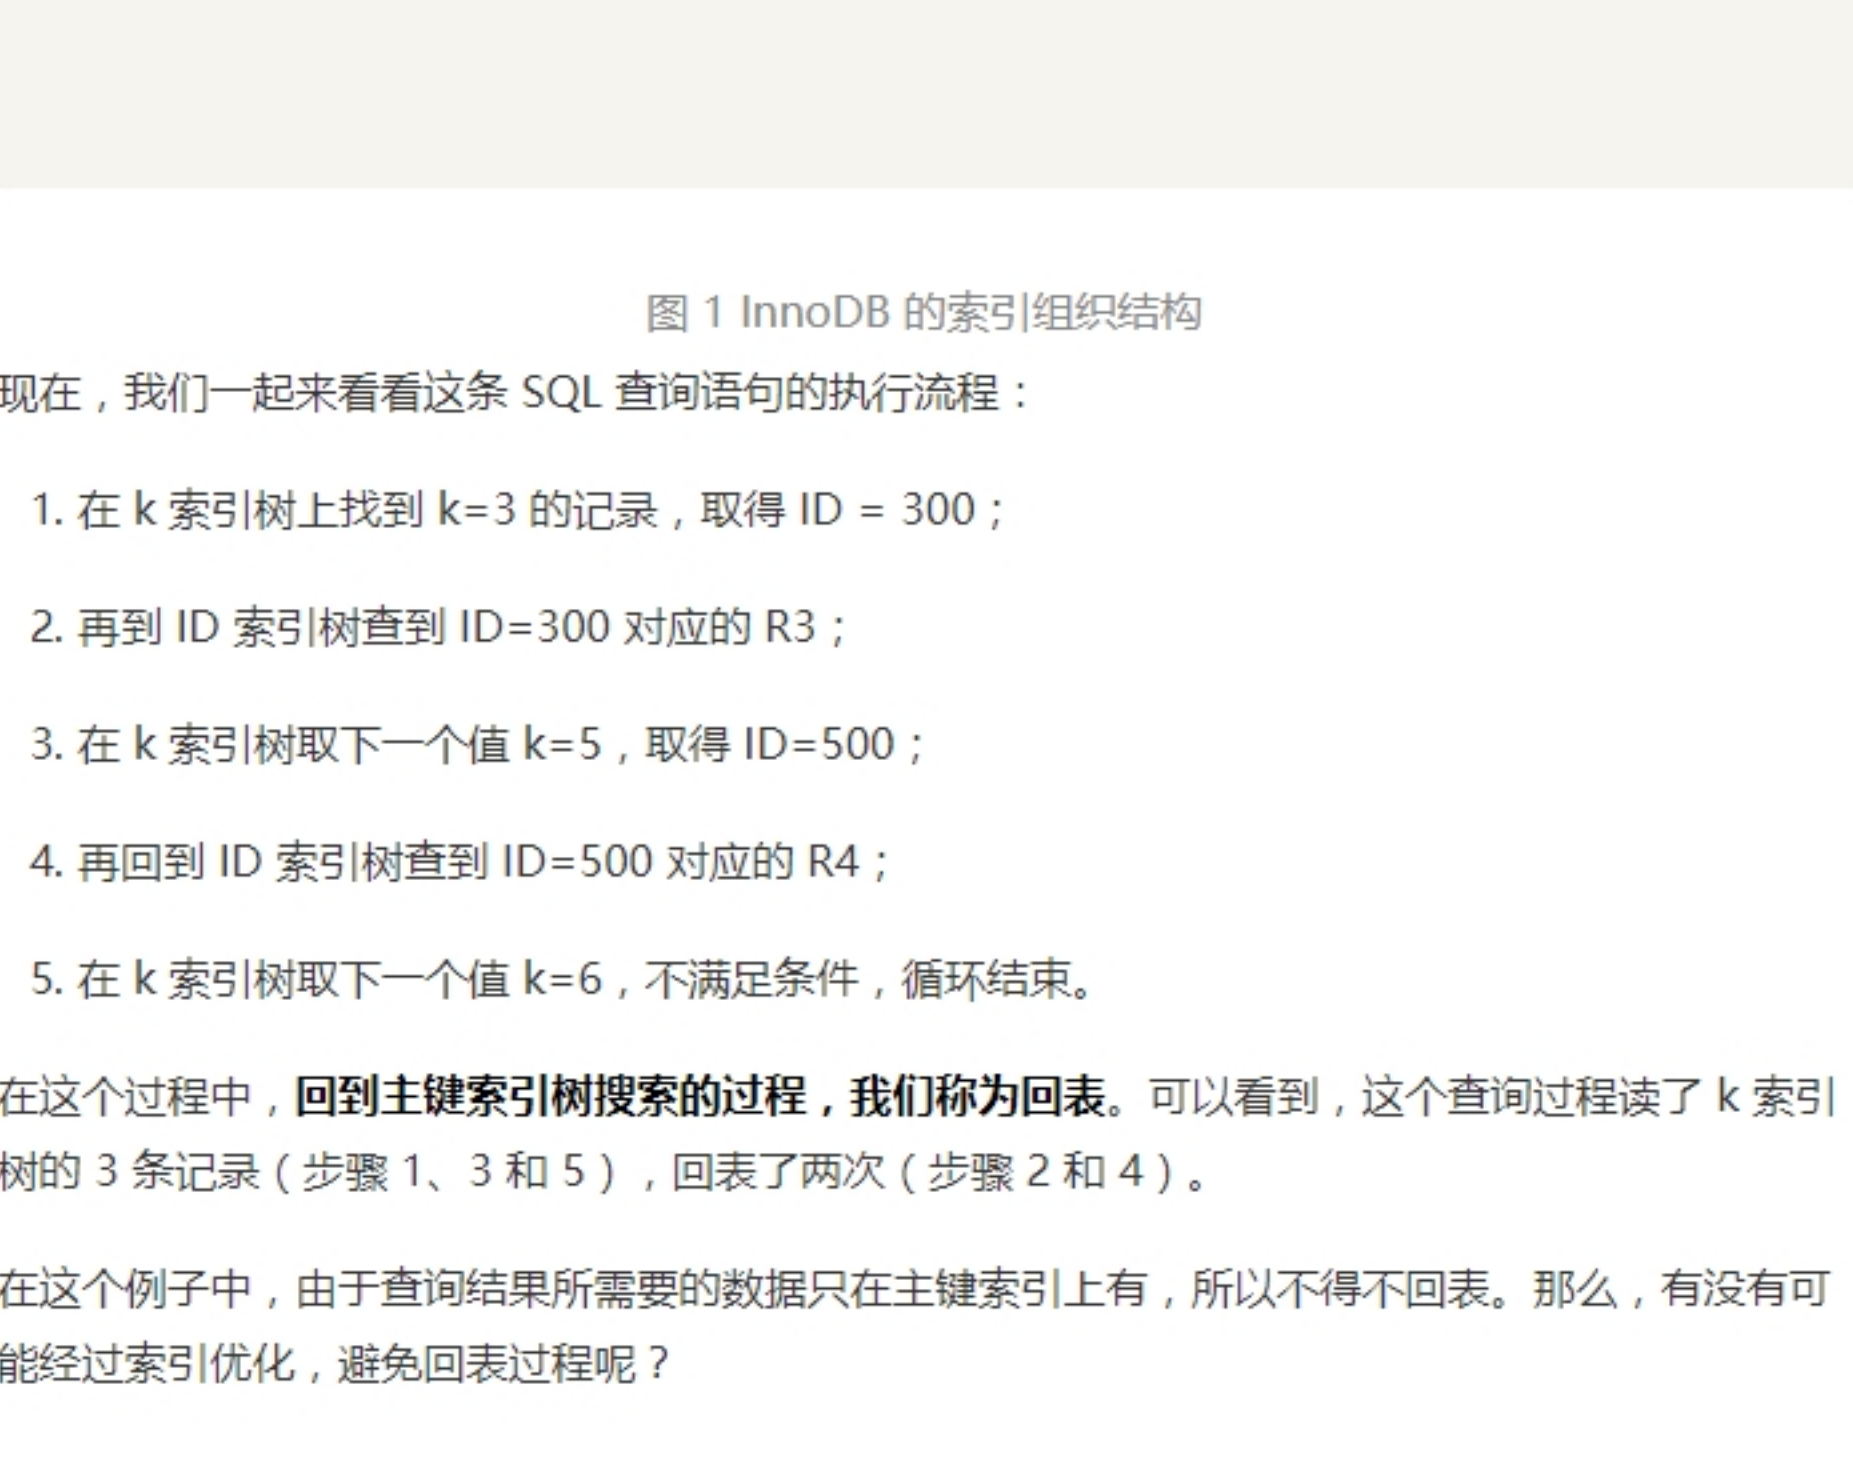 图 1 InnoDB 的索引组织结构
现在，我们一起来看看这条 SQL 查询语句的执行流程：
1. 在 k 索引树上找到 k=3 的记录，取得 ID = 300；
2. 再到 ID 索引树查到 ID=300 对应的 R3；
3. 在 k 索引树取下一个值 k=5，取得 ID=500；
4. 再回到 ID 索引树查到 ID=500 对应的 R4；
5. 在 k 索引树取下一个值 k=6，不满足条件，循环结束。
在这个过程中，回到主键索引树搜索的过程，我们称为回表。可以看到，这个查询过程读了 k 索引
树的 3 条记录（步骤 1、3 和 5），回表了两次（步骤 2 和 4）。
在这个例子中，由于查询结果所需要的数据只在主键索引上有，所以不得不回表。那么，有没有可
能经过索引优化，避免回表过程呢？